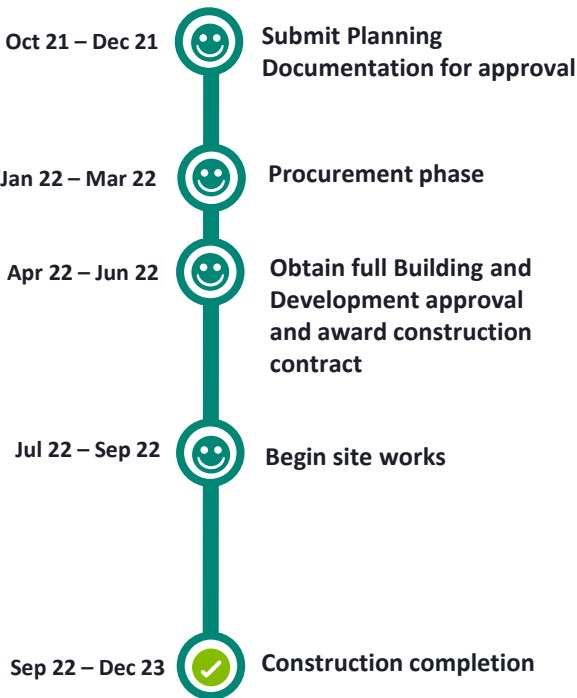 Oct 21 – Dec 21
Submit Planning
Documentation for approval
Jan 22 – Mar 22
Procurement phase
Apr 22 – Jun 22
Obtain full Building and
Development approval
and award construction
contract
Jul 22 – Sep 22
Begin site works
Sep 22 – Dec 23
Construction completion